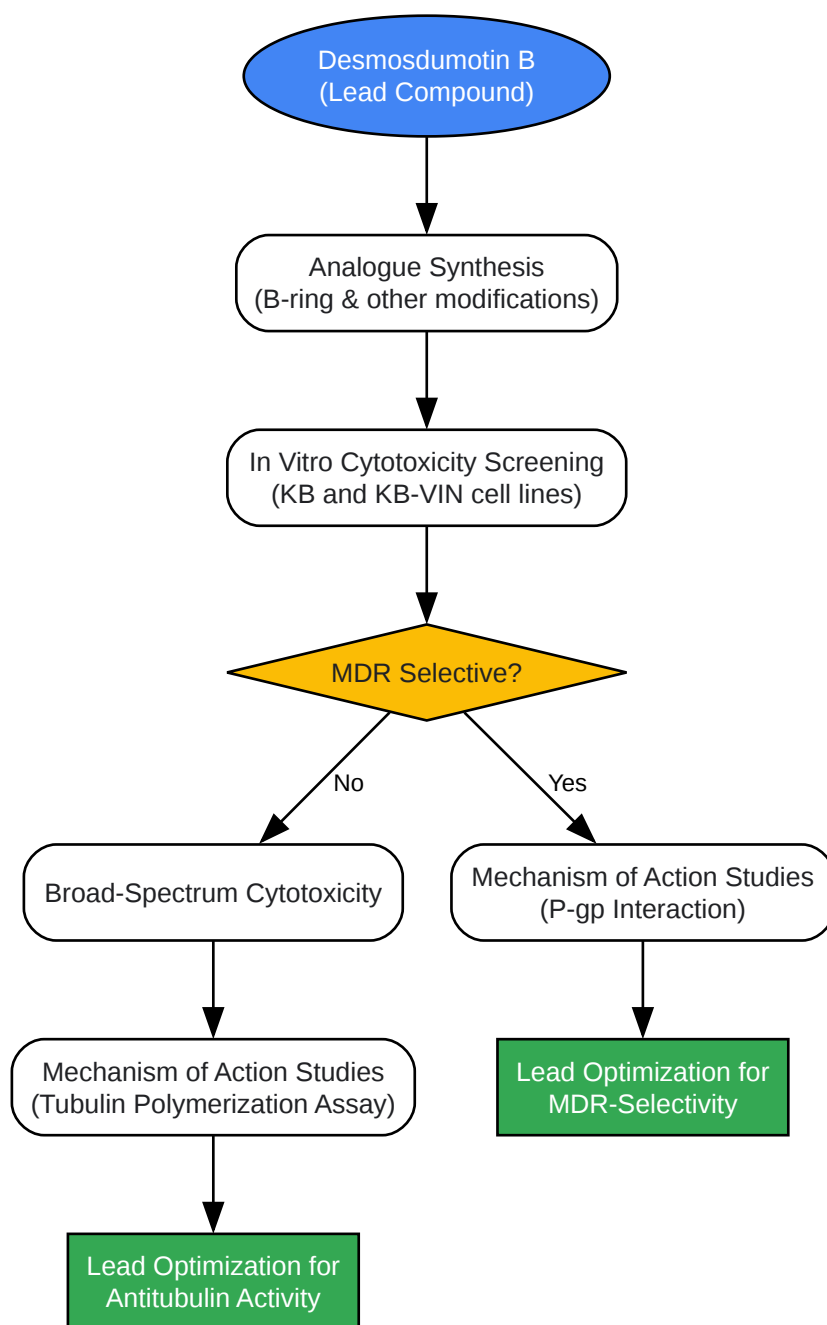 Desmosdumotin B
(Lead Compound)
Analogue Synthesis
(B-ring & other modifications)
In Vitro Cytotoxicity Screening
(KB and KB-VIN cell lines)
MDR Selective?
No
Yes
Broad-Spectrum Cytotoxicity
Mechanism of Action Studies
(P-gp Interaction)
Mechanism of Action Studies
(Tubulin Polymerization Assay)
Lead Optimization for
MDR-Selectivity
Lead Optimization for
Antitubulin Activity